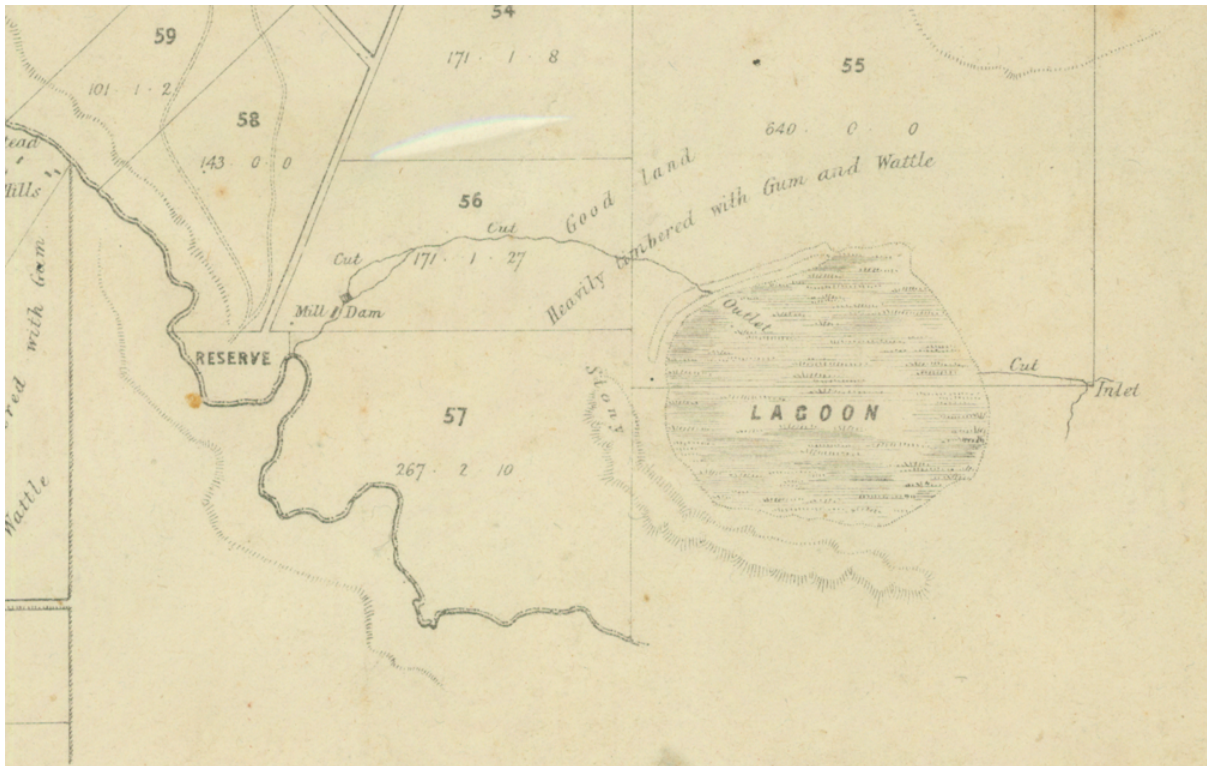 54
59
171 . 1 . 8
55
101 . 1 . 2
58
640 . 0 . 0
143 . 0 . 0
Good land
Heavily timbered with Gum and Wattle
56
Cut
Cut
171 . 1 . 27
Mill Dam
Outlet
RESERVE
Cut
Inlet
Stony
LAGOON
57
267 . 2 . 10
with Gum
Wattle